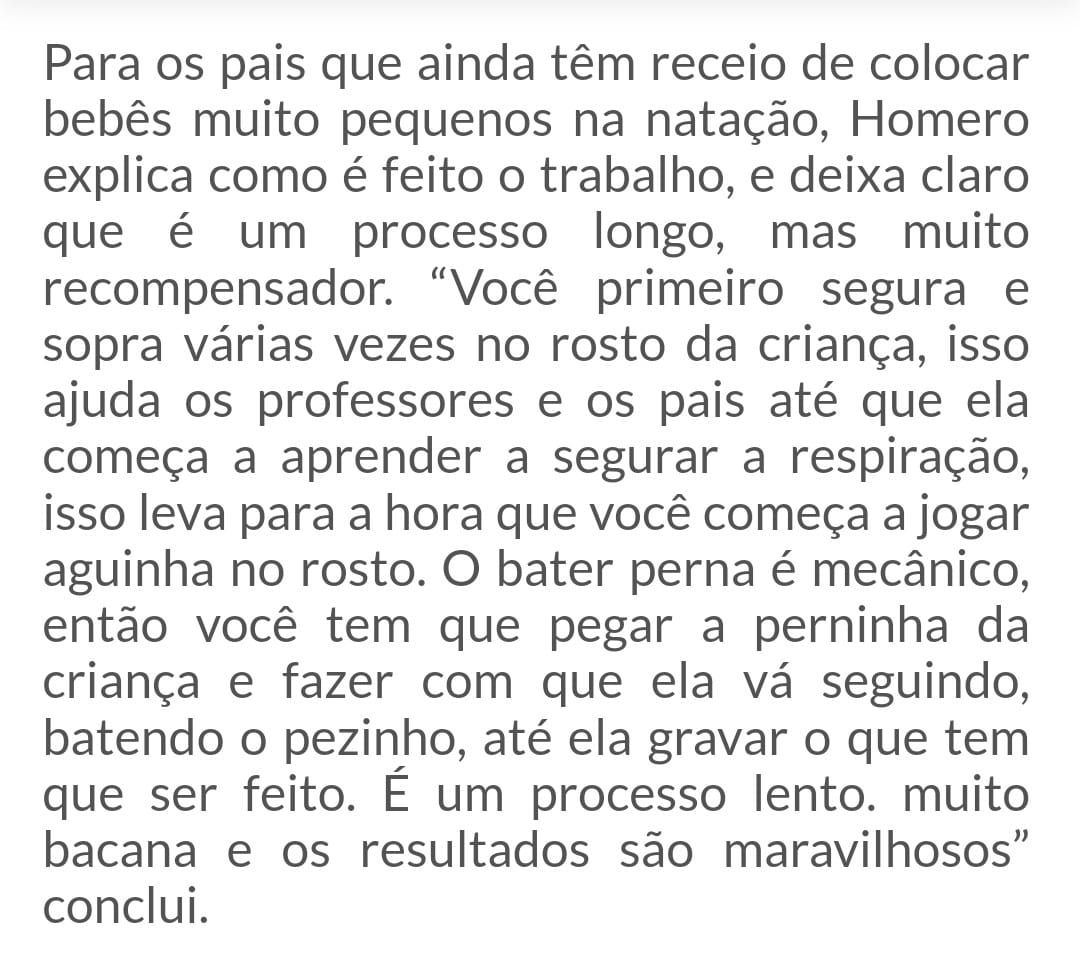 Para os pais que ainda têm receio de colocar
bebês muito pequenos na natação, Homero
explica como é feito o trabalho, e deixa claro
que é um processo longo, mas muito
recompensador. “Você primeiro segura e
sopra várias vezes no rosto da criança, isso
ajuda os professores e os pais até que ela
começa a aprender a segurar a respiração,
isso leva para a hora que você começa a jogar
aguinha no rosto. O bater perna é mecânico,
então você tem que pegar a perninha da
criança e fazer com que ela vá seguindo,
batendo o pezinho, até ela gravar o que tem
que ser feito. É um processo lento. muito
bacana e os resultados são maravilhosos”
conclui.